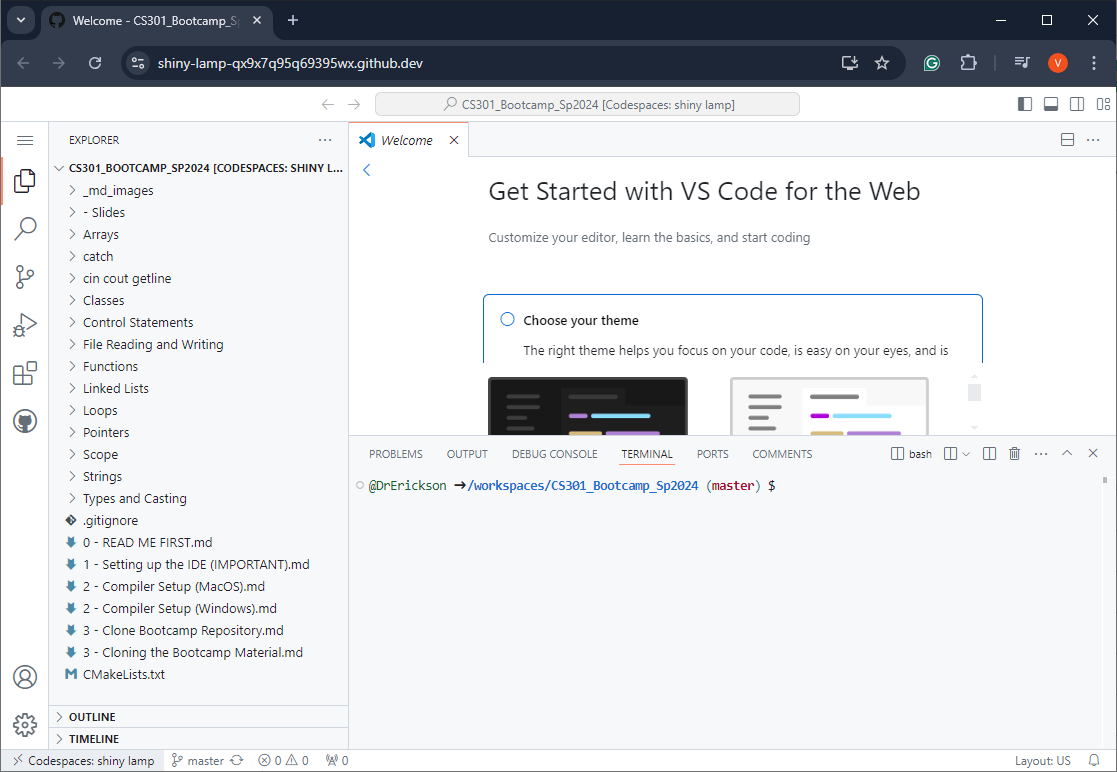 Welcome - CS301_Bootcamp_Sp
shiny-lamp-qx9x7q95q69395wx.github.dev
V
CS301_Bootcamp_Sp2024 [Codespaces: shiny lamp]
EXPLORER
CS301_BOOTCAMP_SP2024 [CODESPACES: SHINY L...
_md_images
- Slides
Arrays
catch
cin cout getline
Classes
Control Statements
File Reading and Writing
Functions
Linked Lists
Loops
Pointers
Scope
Strings
Types and Casting
.gitignore
0 - READ ME FIRST.md
1 - Setting up the IDE (IMPORTANT).md
2 - Compiler Setup (MacOS).md
2 - Compiler Setup (Windows).md
3 - Clone Bootcamp Repository.md
3 - Cloning the Bootcamp Material.md
CMakeLists.txt
OUTLINE
TIMELINE
Welcome
Get Started with VS Code for the Web
Customize your editor, learn the basics, and start coding
Choose your theme
The right theme helps you focus on your code, is easy on your eyes, and is
PROBLEMS OUTPUT DEBUG CONSOLE TERMINAL PORTS COMMENTS bash
@DrErickson ➜/workspaces/CS301_Bootcamp_Sp2024 (master) $
Codespaces: shiny lamp master 0 0 0 Layout: US